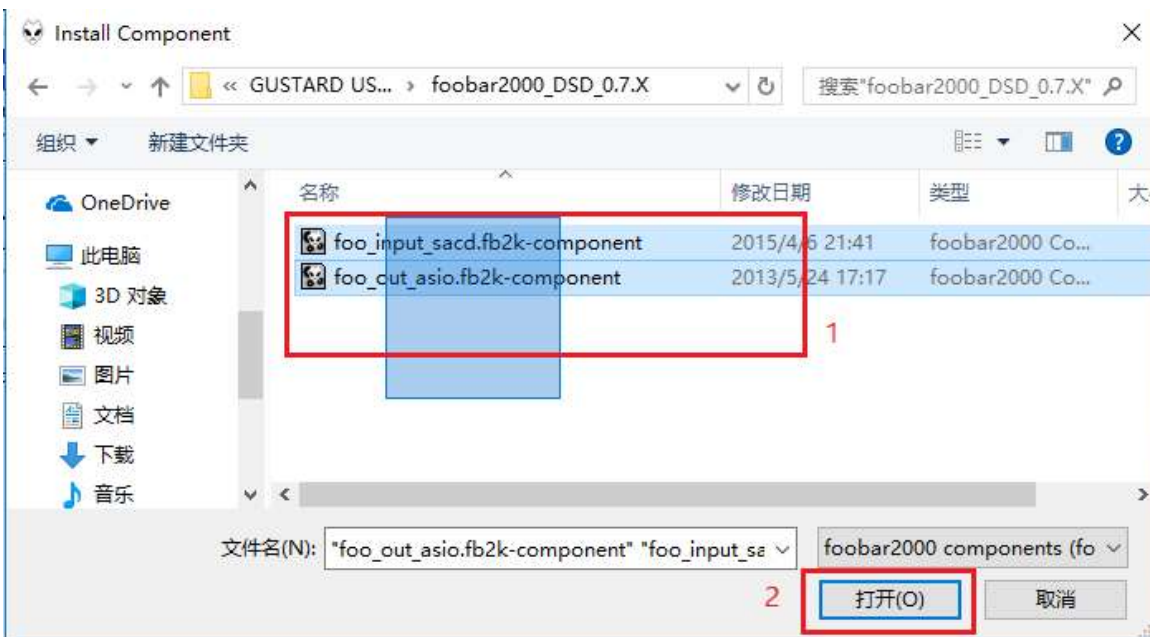 Install Component
« GUSTARD US... › foobar2000_DSD_0.7.X
搜索"foobar2000_DSD_0.7.X"
组织
新建文件夹
名称 修改日期 类型 大
OneDrive
foo_input_sacd.fb2k-component 2015/4/6 21:41 foobar2000 Co...
此电脑
foo_out_asio.fb2k-component 2013/5/24 17:17 foobar2000 Co...
3D 对象
视频
1
图片
文档
下载
音乐
文件名(N): "foo_out_asio.fb2k-component" "foo_input_sa foobar2000 components (fo
2 打开(O) 取消